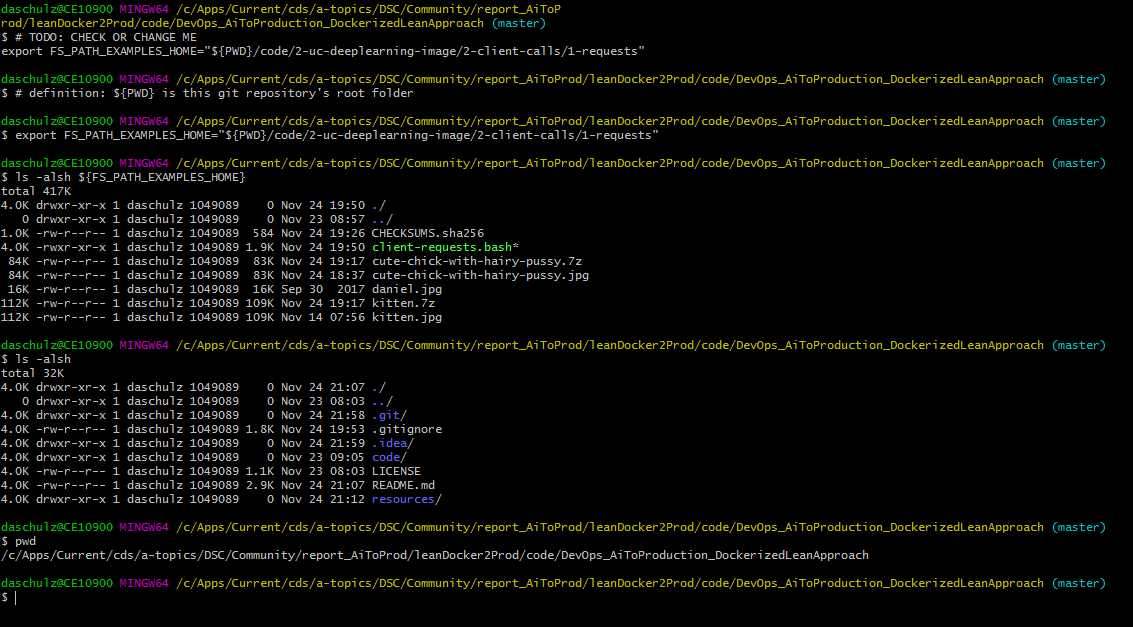 daschulz@CE10900 MINGW64 /c/Apps/Current/cds/a-topics/DSC/Community/report_AiToP
rod/leanDocker2Prod/code/DevOps_AiToProduction_DockerizedLeanApproach (master)
$ # TODO: CHECK OR CHANGE ME
export FS_PATH_EXAMPLES_HOME="${PWD}/code/2-uc-deeplearning-image/2-client-calls/1-requests"
daschulz@CE10900 MINGW64 /c/Apps/Current/cds/a-topics/DSC/Community/report_AiToProd/leanDocker2Prod/code/DevOps_AiToProduction_DockerizedLeanApproach (master)
$ # definition: ${PWD} is this git repository's root folder
daschulz@CE10900 MINGW64 /c/Apps/Current/cds/a-topics/DSC/Community/report_AiToProd/leanDocker2Prod/code/DevOps_AiToProduction_DockerizedLeanApproach (master)
$ export FS_PATH_EXAMPLES_HOME="${PWD}/code/2-uc-deeplearning-image/2-client-calls/1-requests"
daschulz@CE10900 MINGW64 /c/Apps/Current/cds/a-topics/DSC/Community/report_AiToProd/leanDocker2Prod/code/DevOps_AiToProduction_DockerizedLeanApproach (master)
$ ls -alsh ${FS_PATH_EXAMPLES_HOME}
total 417K
4.0K drwxr-xr-x 1 daschulz 1049089    0 Nov 24 19:50 ./
   0 drwxr-xr-x 1 daschulz 1049089    0 Nov 23 08:57 ../
1.0K -rw-r--r-- 1 daschulz 1049089  584 Nov 24 19:26 CHECKSUMS.sha256
4.0K -rwxr-xr-x 1 daschulz 1049089 1.9K Nov 24 19:50 client-requests.bash*
 84K -rw-r--r-- 1 daschulz 1049089  83K Nov 24 19:17 cute-chick-with-hairy-pussy.7z
 84K -rw-r--r-- 1 daschulz 1049089  83K Nov 24 18:37 cute-chick-with-hairy-pussy.jpg
 16K -rw-r--r-- 1 daschulz 1049089  16K Sep 30  2017 daniel.jpg
112K -rw-r--r-- 1 daschulz 1049089 109K Nov 24 19:17 kitten.7z
112K -rw-r--r-- 1 daschulz 1049089 109K Nov 14 07:56 kitten.jpg
daschulz@CE10900 MINGW64 /c/Apps/Current/cds/a-topics/DSC/Community/report_AiToProd/leanDocker2Prod/code/DevOps_AiToProduction_DockerizedLeanApproach (master)
$ ls -alsh
total 32K
4.0K drwxr-xr-x 1 daschulz 1049089    0 Nov 24 21:07 ./
   0 drwxr-xr-x 1 daschulz 1049089    0 Nov 23 08:03 ../
4.0K drwxr-xr-x 1 daschulz 1049089    0 Nov 24 21:58 .git/
4.0K -rw-r--r-- 1 daschulz 1049089 1.8K Nov 24 19:53 .gitignore
4.0K drwxr-xr-x 1 daschulz 1049089    0 Nov 24 21:59 .idea/
4.0K drwxr-xr-x 1 daschulz 1049089    0 Nov 23 09:05 code/
4.0K -rw-r--r-- 1 daschulz 1049089 1.1K Nov 23 08:03 LICENSE
4.0K -rw-r--r-- 1 daschulz 1049089 2.9K Nov 24 21:07 README.md
4.0K drwxr-xr-x 1 daschulz 1049089    0 Nov 24 21:12 resources/
daschulz@CE10900 MINGW64 /c/Apps/Current/cds/a-topics/DSC/Community/report_AiToProd/leanDocker2Prod/code/DevOps_AiToProduction_DockerizedLeanApproach (master)
$ pwd
/c/Apps/Current/cds/a-topics/DSC/Community/report_AiToProd/leanDocker2Prod/code/DevOps_AiToProduction_DockerizedLeanApproach
daschulz@CE10900 MINGW64 /c/Apps/Current/cds/a-topics/DSC/Community/report_AiToProd/leanDocker2Prod/code/DevOps_AiToProduction_DockerizedLeanApproach (master)
$